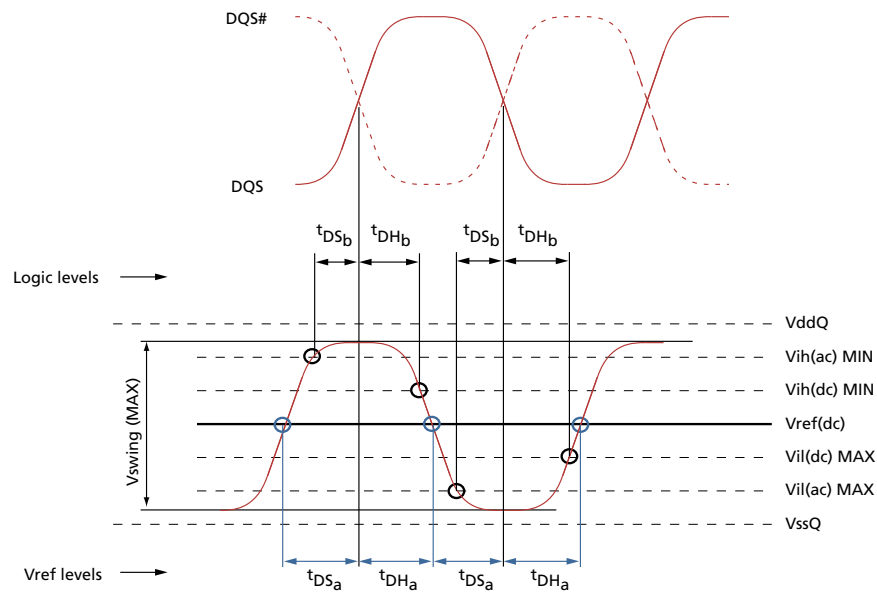 DQS#
DQS
tDSb tDHb tDSb tDHb
Logic levels
VddQ
Vih(ac) MIN
Vih(dc) MIN
Vref(dc)
Vil(dc) MAX
Vil(ac) MAX
VssQ
Vswing (MAX)
Vref levels
tDSa tDHa tDSa tDHa